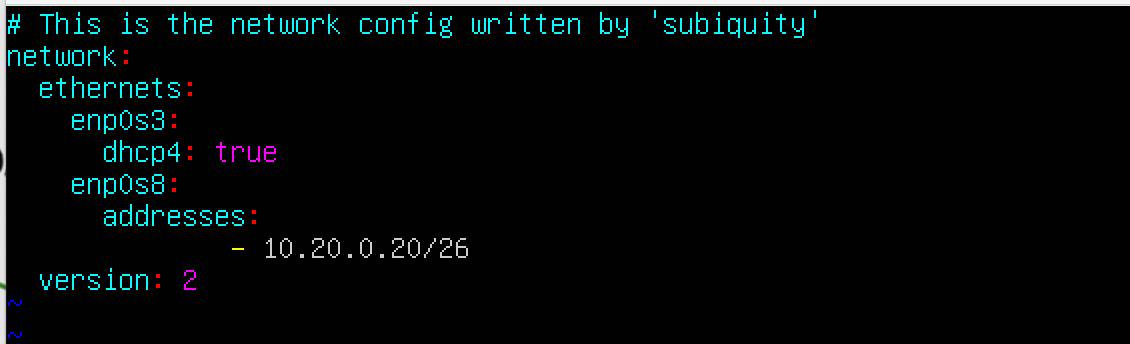 # This is the network config written by 'subiquity'
network:
  ethernets:
    enp0s3:
      dhcp4: true
    enp0s8:
      addresses:
              - 10.20.0.20/26
  version: 2
~
~